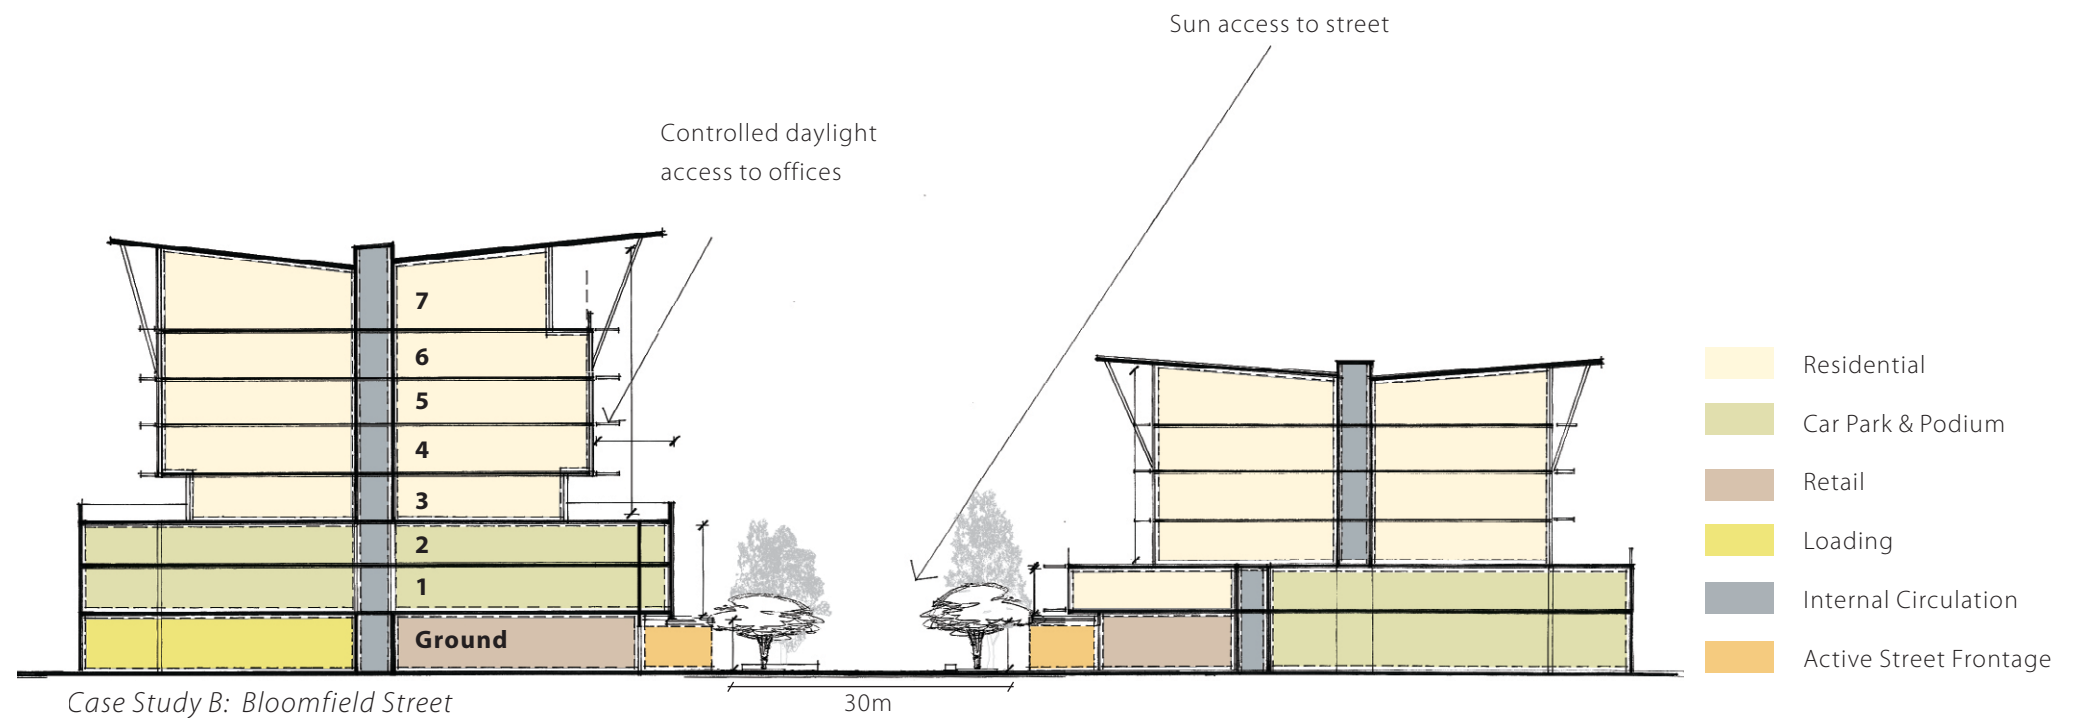 Sun access to street
Controlled daylight
access to offices
7
6
5
4
3
2
1
Ground
Residential
Car Park & Podium
Retail
Loading
Internal Circulation
Active Street Frontage
Case Study B: Bloomfield Street
30m